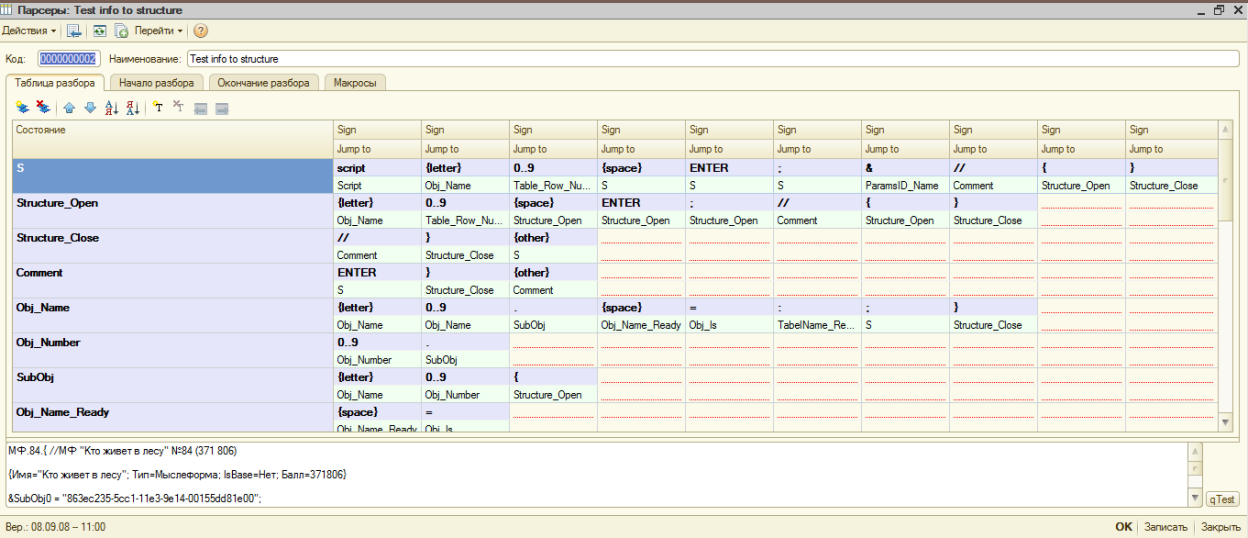 Парсеры: Test info to structure
Действия Перейти
Код: 0000000002 Наименование: Test info to structure
Таблица разбора Начало разбора Окончание разбора Макросы
Состояние Sign Sign Sign Sign Sign Sign Sign Sign Sign Sign
Jump to Jump to Jump to Jump to Jump to Jump to Jump to Jump to Jump to Jump to
S script {letter} 0..9 {space} ENTER ; & // { }
Script Obj_Name Table_Row_Nu... S S S ParamsID_Name Comment Structure_Open Structure_Close
Structure_Open {letter} 0..9 {space} ENTER ; // { }
Obj_Name Table_Row_Nu... Structure_Open Structure_Open Structure_Open Comment Structure_Open Structure_Close
Structure_Close // } {other}
Comment Structure_Close S
Comment ENTER } {other}
S Structure_Close Comment
Obj_Name {letter} 0..9 . {space} = : ; }
Obj_Name Obj_Name SubObj Obj_Name_Ready Obj_Is TabelName_Re... S Structure_Close
Obj_Number 0..9 .
Obj_Number SubObj
SubObj {letter} 0..9 {
Obj_Name Obj_Number Structure_Open
Obj_Name_Ready {space} =
Obj_Name_Ready Obj_Is
МФ.84.{ //МФ "Кто живет в лесу" №84 (371 806)
{Имя="Кто живет в лесу"; Тип=Мыслеформа; IsBase=Нет; Балл=371806}
&SubObj0 = "863ec235-5cc1-11e3-9e14-00155dd81e00";
qTest
Вер.: 08.09.08 – 11:00 OK Записать Закрыть